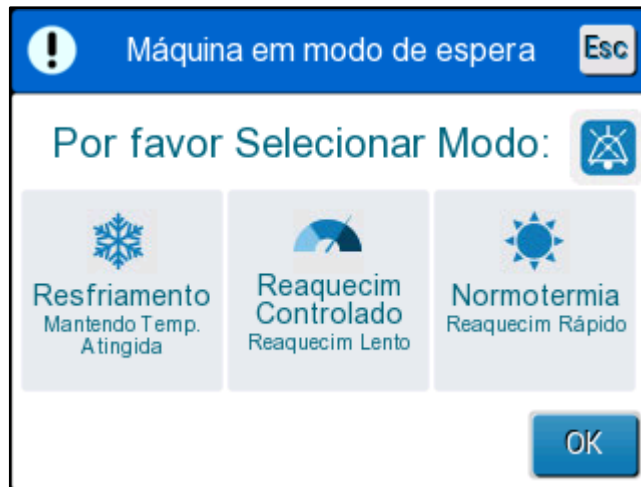 Máquina em modo de espera
Esc
Por favor Selecionar Modo:
Resfriamento
Mantendo Temp.
Atingida
Reaquecim
Controlado
Reaquecim Lento
Normotermia
Reaquecim Rápido
OK